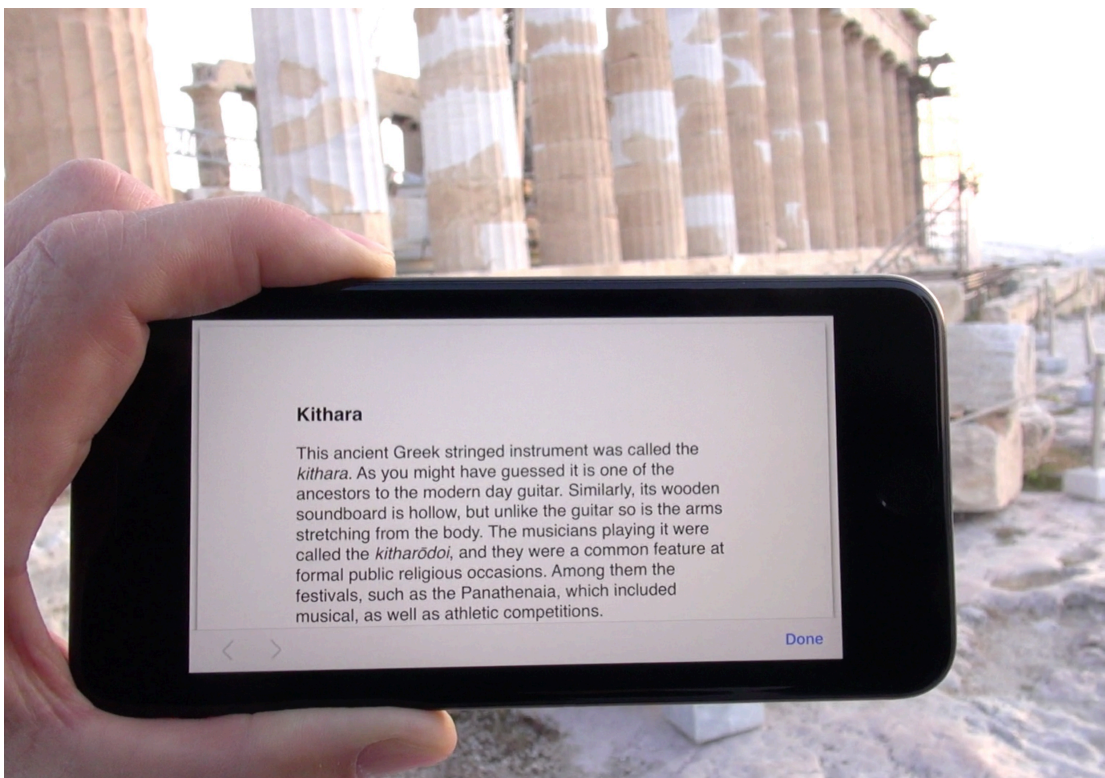 Kithara
This ancient Greek stringed instrument was called the
kithara. As you might have guessed it is one of the
ancestors to the modern day guitar. Similarly, its wooden
soundboard is hollow, but unlike the guitar so is the arms
stretching from the body. The musicians playing it were
called the kitharōdoi, and they were a common feature at
formal public religious occasions. Among them the
festivals, such as the Panathenaia, which included
musical, as well as athletic competitions.
Done